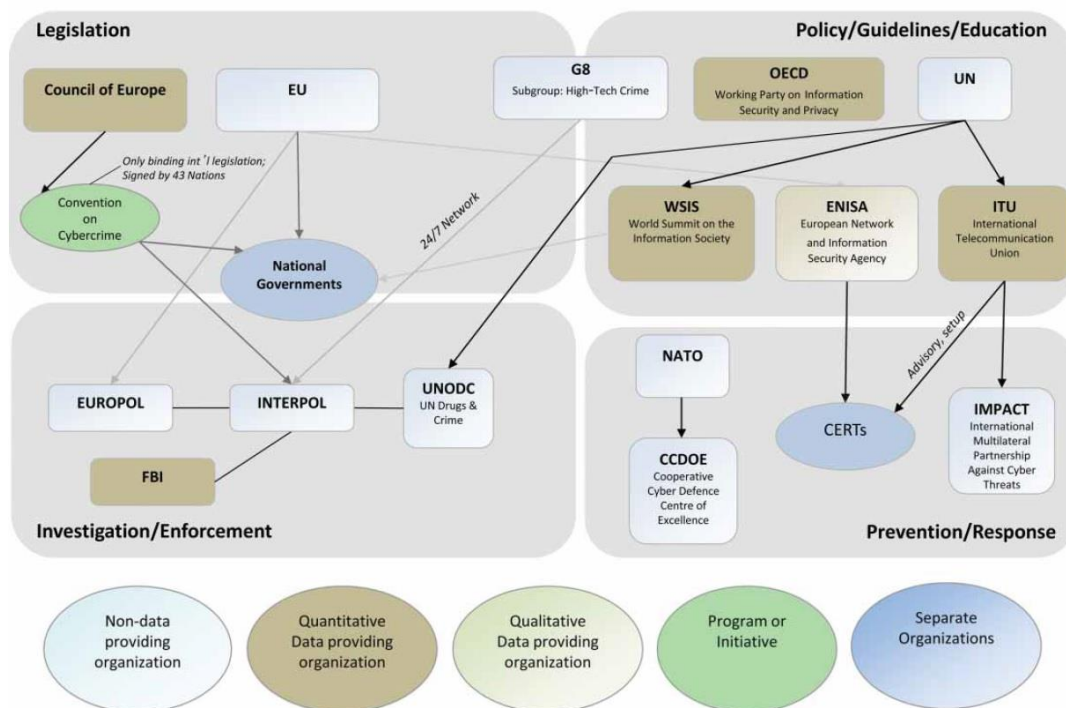 Legislation
Council of Europe
EU
G8
Subgroup: High-Tech Crime
Only binding int'l legislation;
Signed by 43 Nations
Convention
on
Cybercrime
24/7 Network
National
Governments
Policy/Guidelines/Education
OECD
Working Party on Information
Security and Privacy
UN
WSIS
World Summit on the
Information Society
ENISA
European Network
and Information
Security Agency
ITU
International
Telecommunication
Union
EUROPOL
INTERPOL
UNODC
UN Drugs &
Crime
FBI
Investigation/Enforcement
NATO
Advisory, setup
CCDOE
Cooperative
Cyber Defence
Centre of
Excellence
CERTs
IMPACT
International
Multilateral
Partnership
Against Cyber
Threats
Prevention/Response
Non-data
providing
organization
Quantitative
Data providing
organization
Qualitative
Data providing
organization
Program or
Initiative
Separate
Organizations